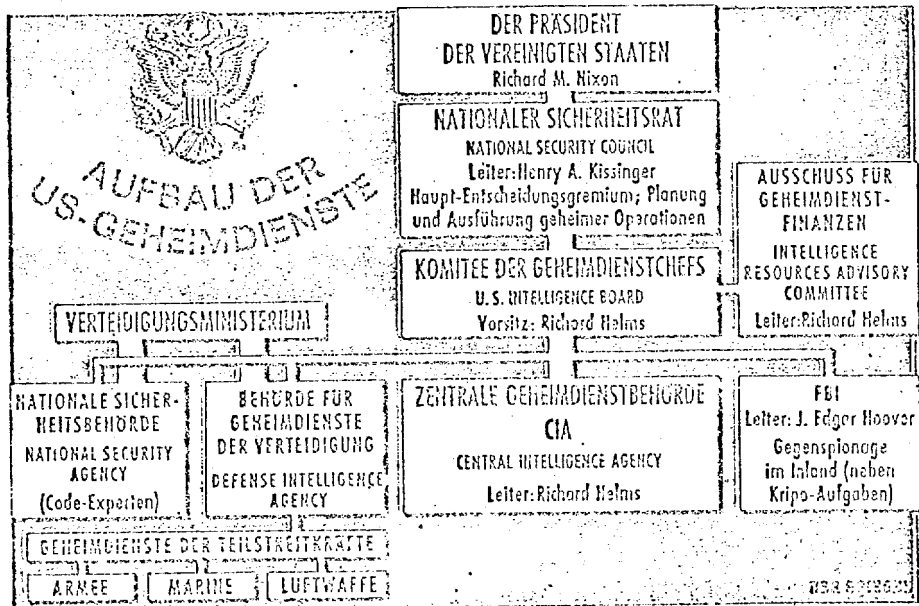 AUFBAU DER
US-GEHEIMDIENSTE
DER PRÄSIDENT
DER VEREINIGTEN STAATEN
Richard M. Nixon
NATIONALER SICHERHEITSRAT
NATIONAL SECURITY COUNCIL
Leiter: Henry A. Kissinger
Haupt-Entscheidungsgremium; Planung
und Ausführung geheimer Operationen
AUSSCHUSS FÜR
GEHEIMDIENST-
FINANZEN
INTELLIGENCE
RESOURCES ADVISORY
COMMITTEE
Leiter: Richard Helms
KOMITEE DER GEHEIMDIENSTCHEFS
U.S. INTELLIGENCE BOARD
Vorsitz: Richard Helms
VERTEIDIGUNGSMINISTERIUM
NATIONALE SICHER-
HEITSBEHÖRDE
NATIONAL SECURITY
AGENCY
(Code-Experten)
BEHÖRDE FÜR
GEHEIMDIENSTE
DER VERTEIDIGUNG
DEFENSE INTELLIGENCE
AGENCY
ZENTRALE GEHEIMDIENSTBEHÖRDE
CIA
CENTRAL INTELLIGENCE AGENCY
Leiter: Richard Helms
FBI
Leiter: J. Edgar Hoover
Gegenspionage
im Inland (neben
Kripo-Aufgaben)
GEHEIMDIENSTE DER TEILSTREITKRÄFTE
ARMEE
MARINE
LUFTWAFFE